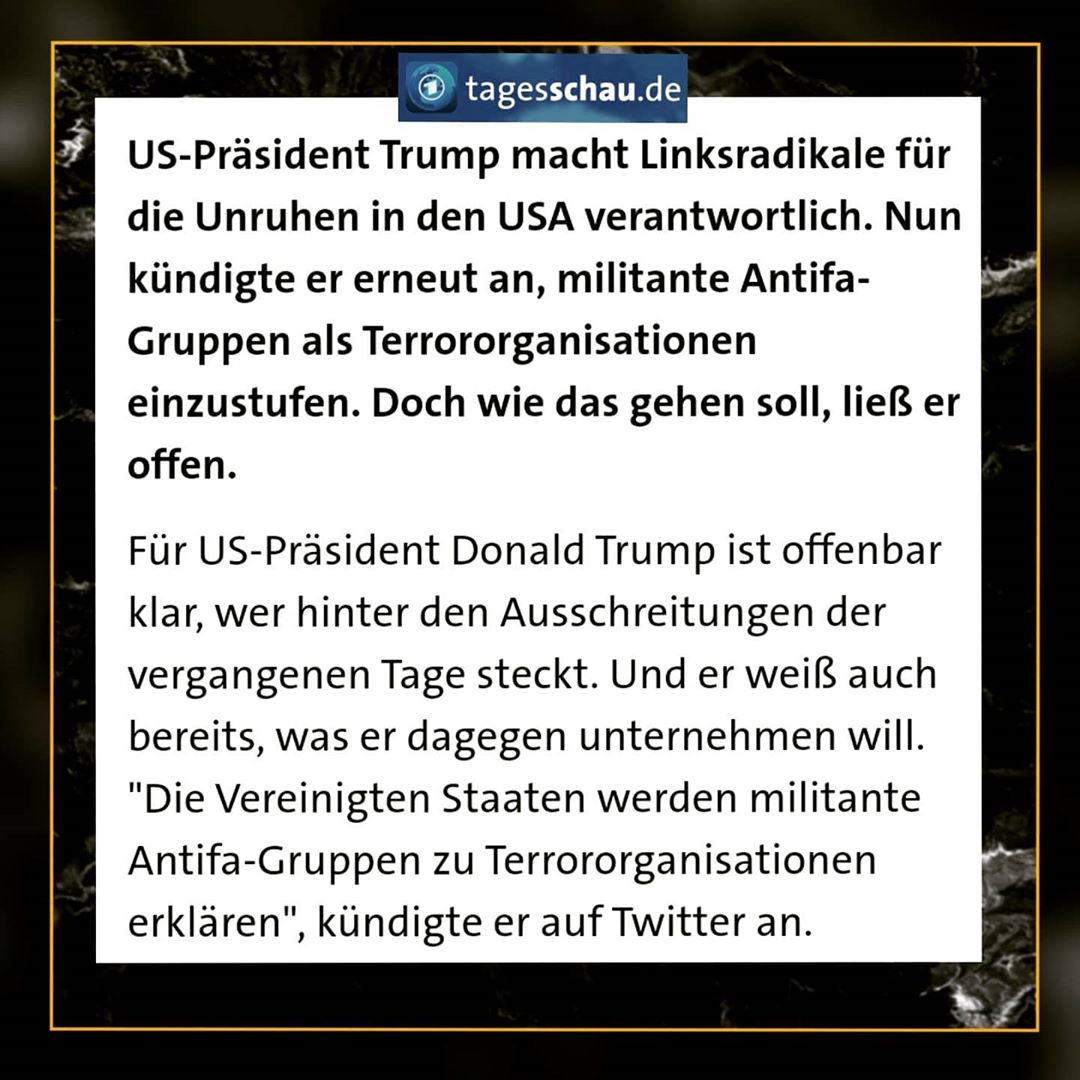 tagesschau.de
US-Präsident Trump macht Linksradikale für
die Unruhen in den USA verantwortlich. Nun
kündigte er erneut an, militante Antifa-
Gruppen als Terrororganisationen
einzustufen. Doch wie das gehen soll, ließ er
offen.
Für US-Präsident Donald Trump ist offenbar
klar, wer hinter den Ausschreitungen der
vergangenen Tage steckt. Und er weiß auch
bereits, was er dagegen unternehmen will.
"Die Vereinigten Staaten werden militante
Antifa-Gruppen zu Terrororganisationen
erklären", kündigte er auf Twitter an.